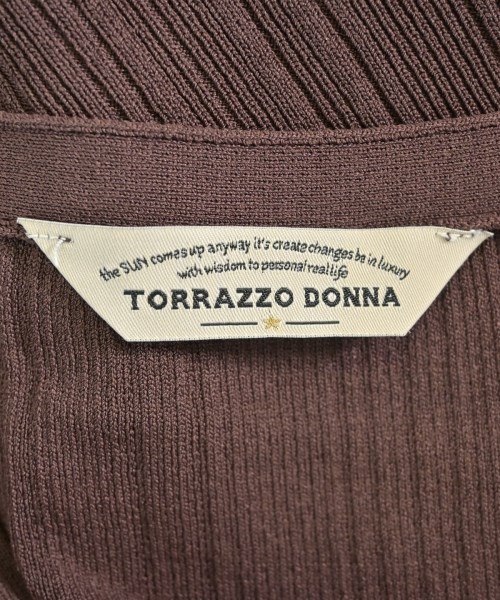 the SUN comes up anyway it's create changes be in luxury
with wisdom to personal real life
TORRAZZO DONNA